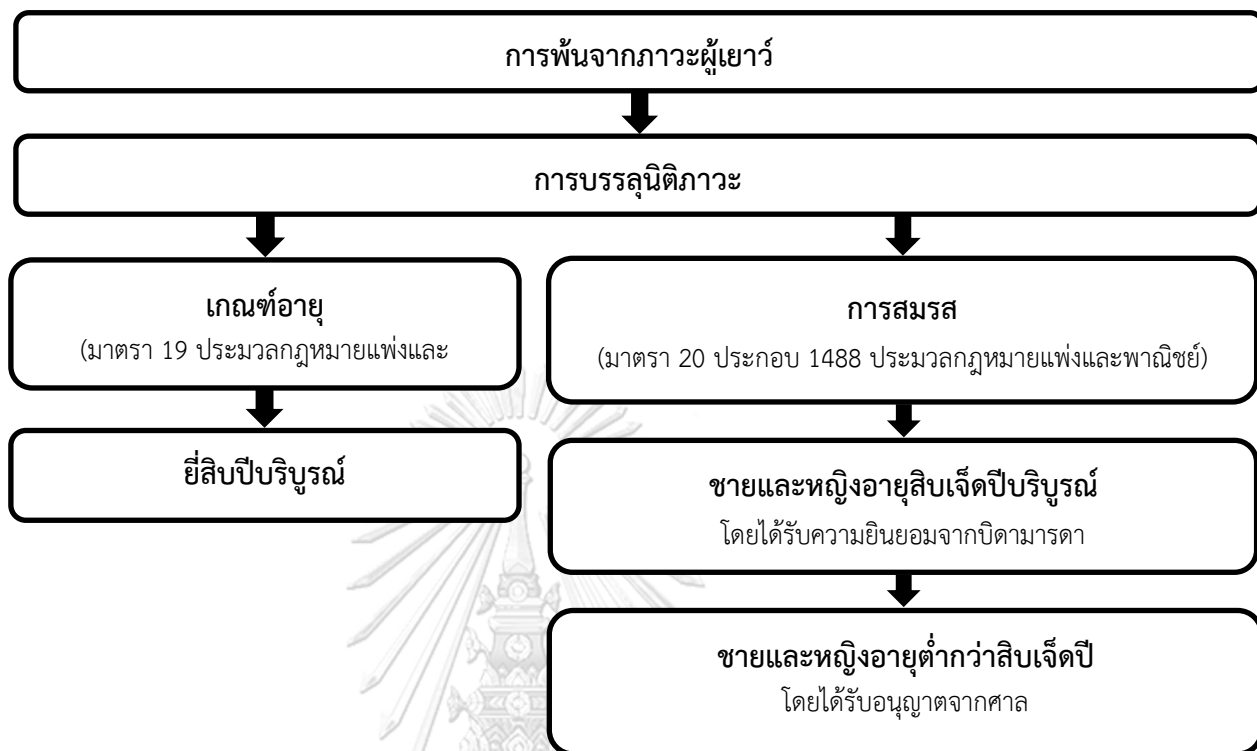 การพ้นจากภาวะผู้เยาว์
การบรรลุนิติภาวะ
เกณฑ์อายุ
(มาตรา 19 ประมวลกฎหมายแพ่งและ
ยี่สิบปีบริบูรณ์
การสมรส
(มาตรา 20 ประกอบ 1488 ประมวลกฎหมายแพ่งและพาณิชย์)
ชายและหญิงอายุสิบเจ็ดปีบริบูรณ์
โดยได้รับความยินยอมจากบิดามารดา
ชายและหญิงอายุต่ำกว่าสิบเจ็ดปี
โดยได้รับอนุญาตจากศาล